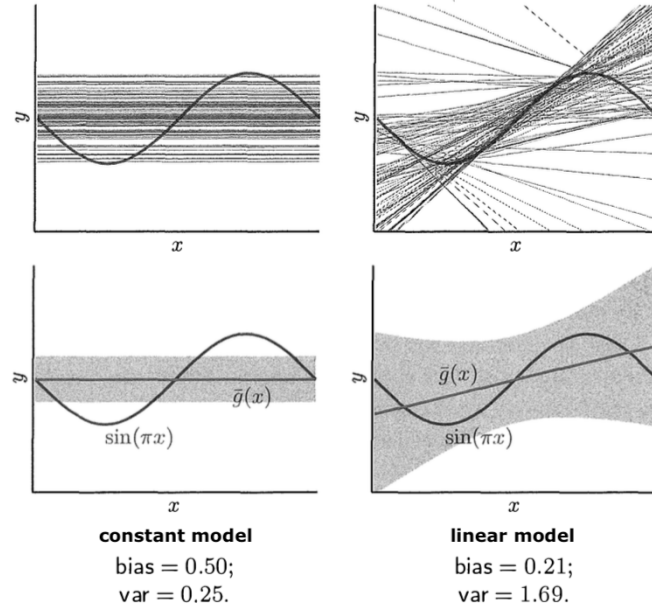 y
x
y
x
y
ḡ(x)
sin(πx)
x
y
ḡ(x)
sin(πx)
x
constant model
bias = 0.50;
var = 0.25.
linear model
bias = 0.21;
var = 1.69.